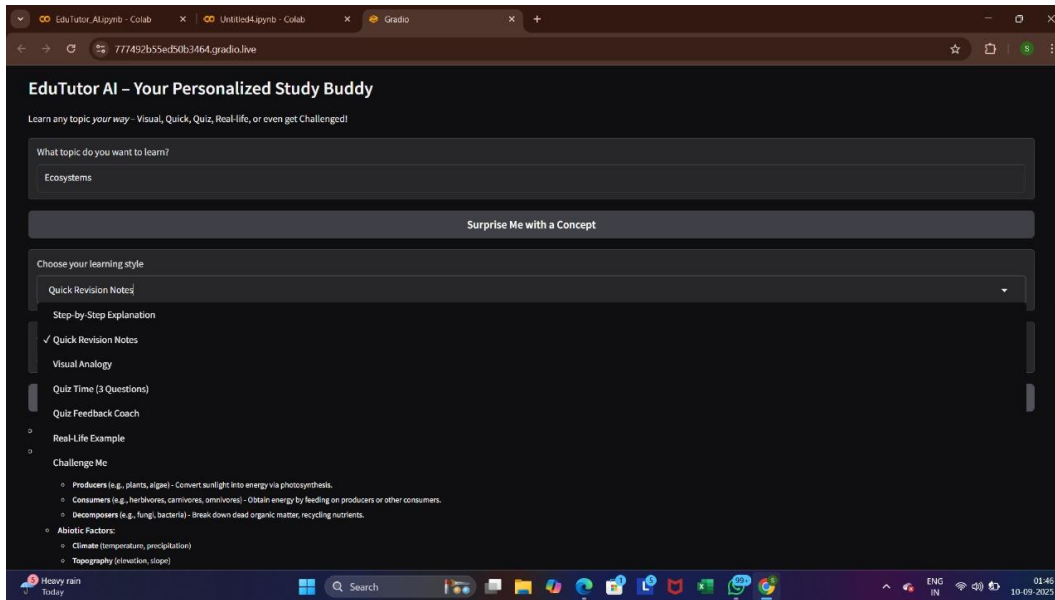 EduTutor_AI.ipynb - Colab
Untitled4.ipynb - Colab
Gradio
777492b55ed50b3464.gradio.live
S
EduTutor AI – Your Personalized Study Buddy
Learn any topic your way – Visual, Quick, Quiz, Real-life, or even get Challenged!
What topic do you want to learn?
Ecosystems
Surprise Me with a Concept
Choose your learning style
Quick Revision Notes
Step-by-Step Explanation
✓ Quick Revision Notes
Visual Analogy
Quiz Time (3 Questions)
Quiz Feedback Coach
Real-Life Example
Challenge Me
Producers (e.g., plants, algae) - Convert sunlight into energy via photosynthesis.
Consumers (e.g., herbivores, carnivores, omnivores) - Obtain energy by feeding on producers or other consumers.
Decomposers (e.g., fungi, bacteria) - Break down dead organic matter, recycling nutrients.
Abiotic Factors:
Climate (temperature, precipitation)
Topography (elevation, slope)
5
Heavy rain
Today
Search
99+
ENG
IN
01:46
10-09-2025